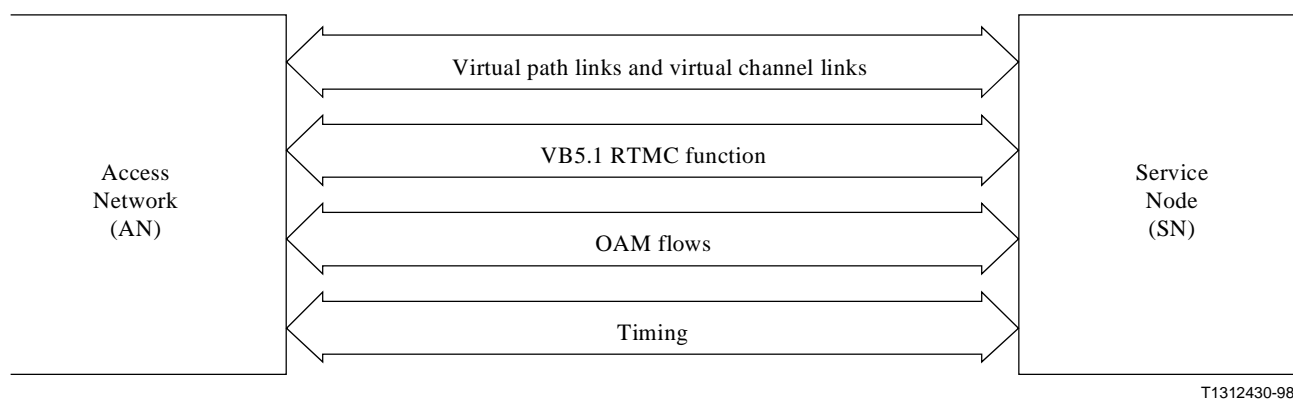 Virtual path links and virtual channel links
VB5.1 RTMC function
OAM flows
Timing
Access
Network
(AN)
Service
Node
(SN)
T1312430-98